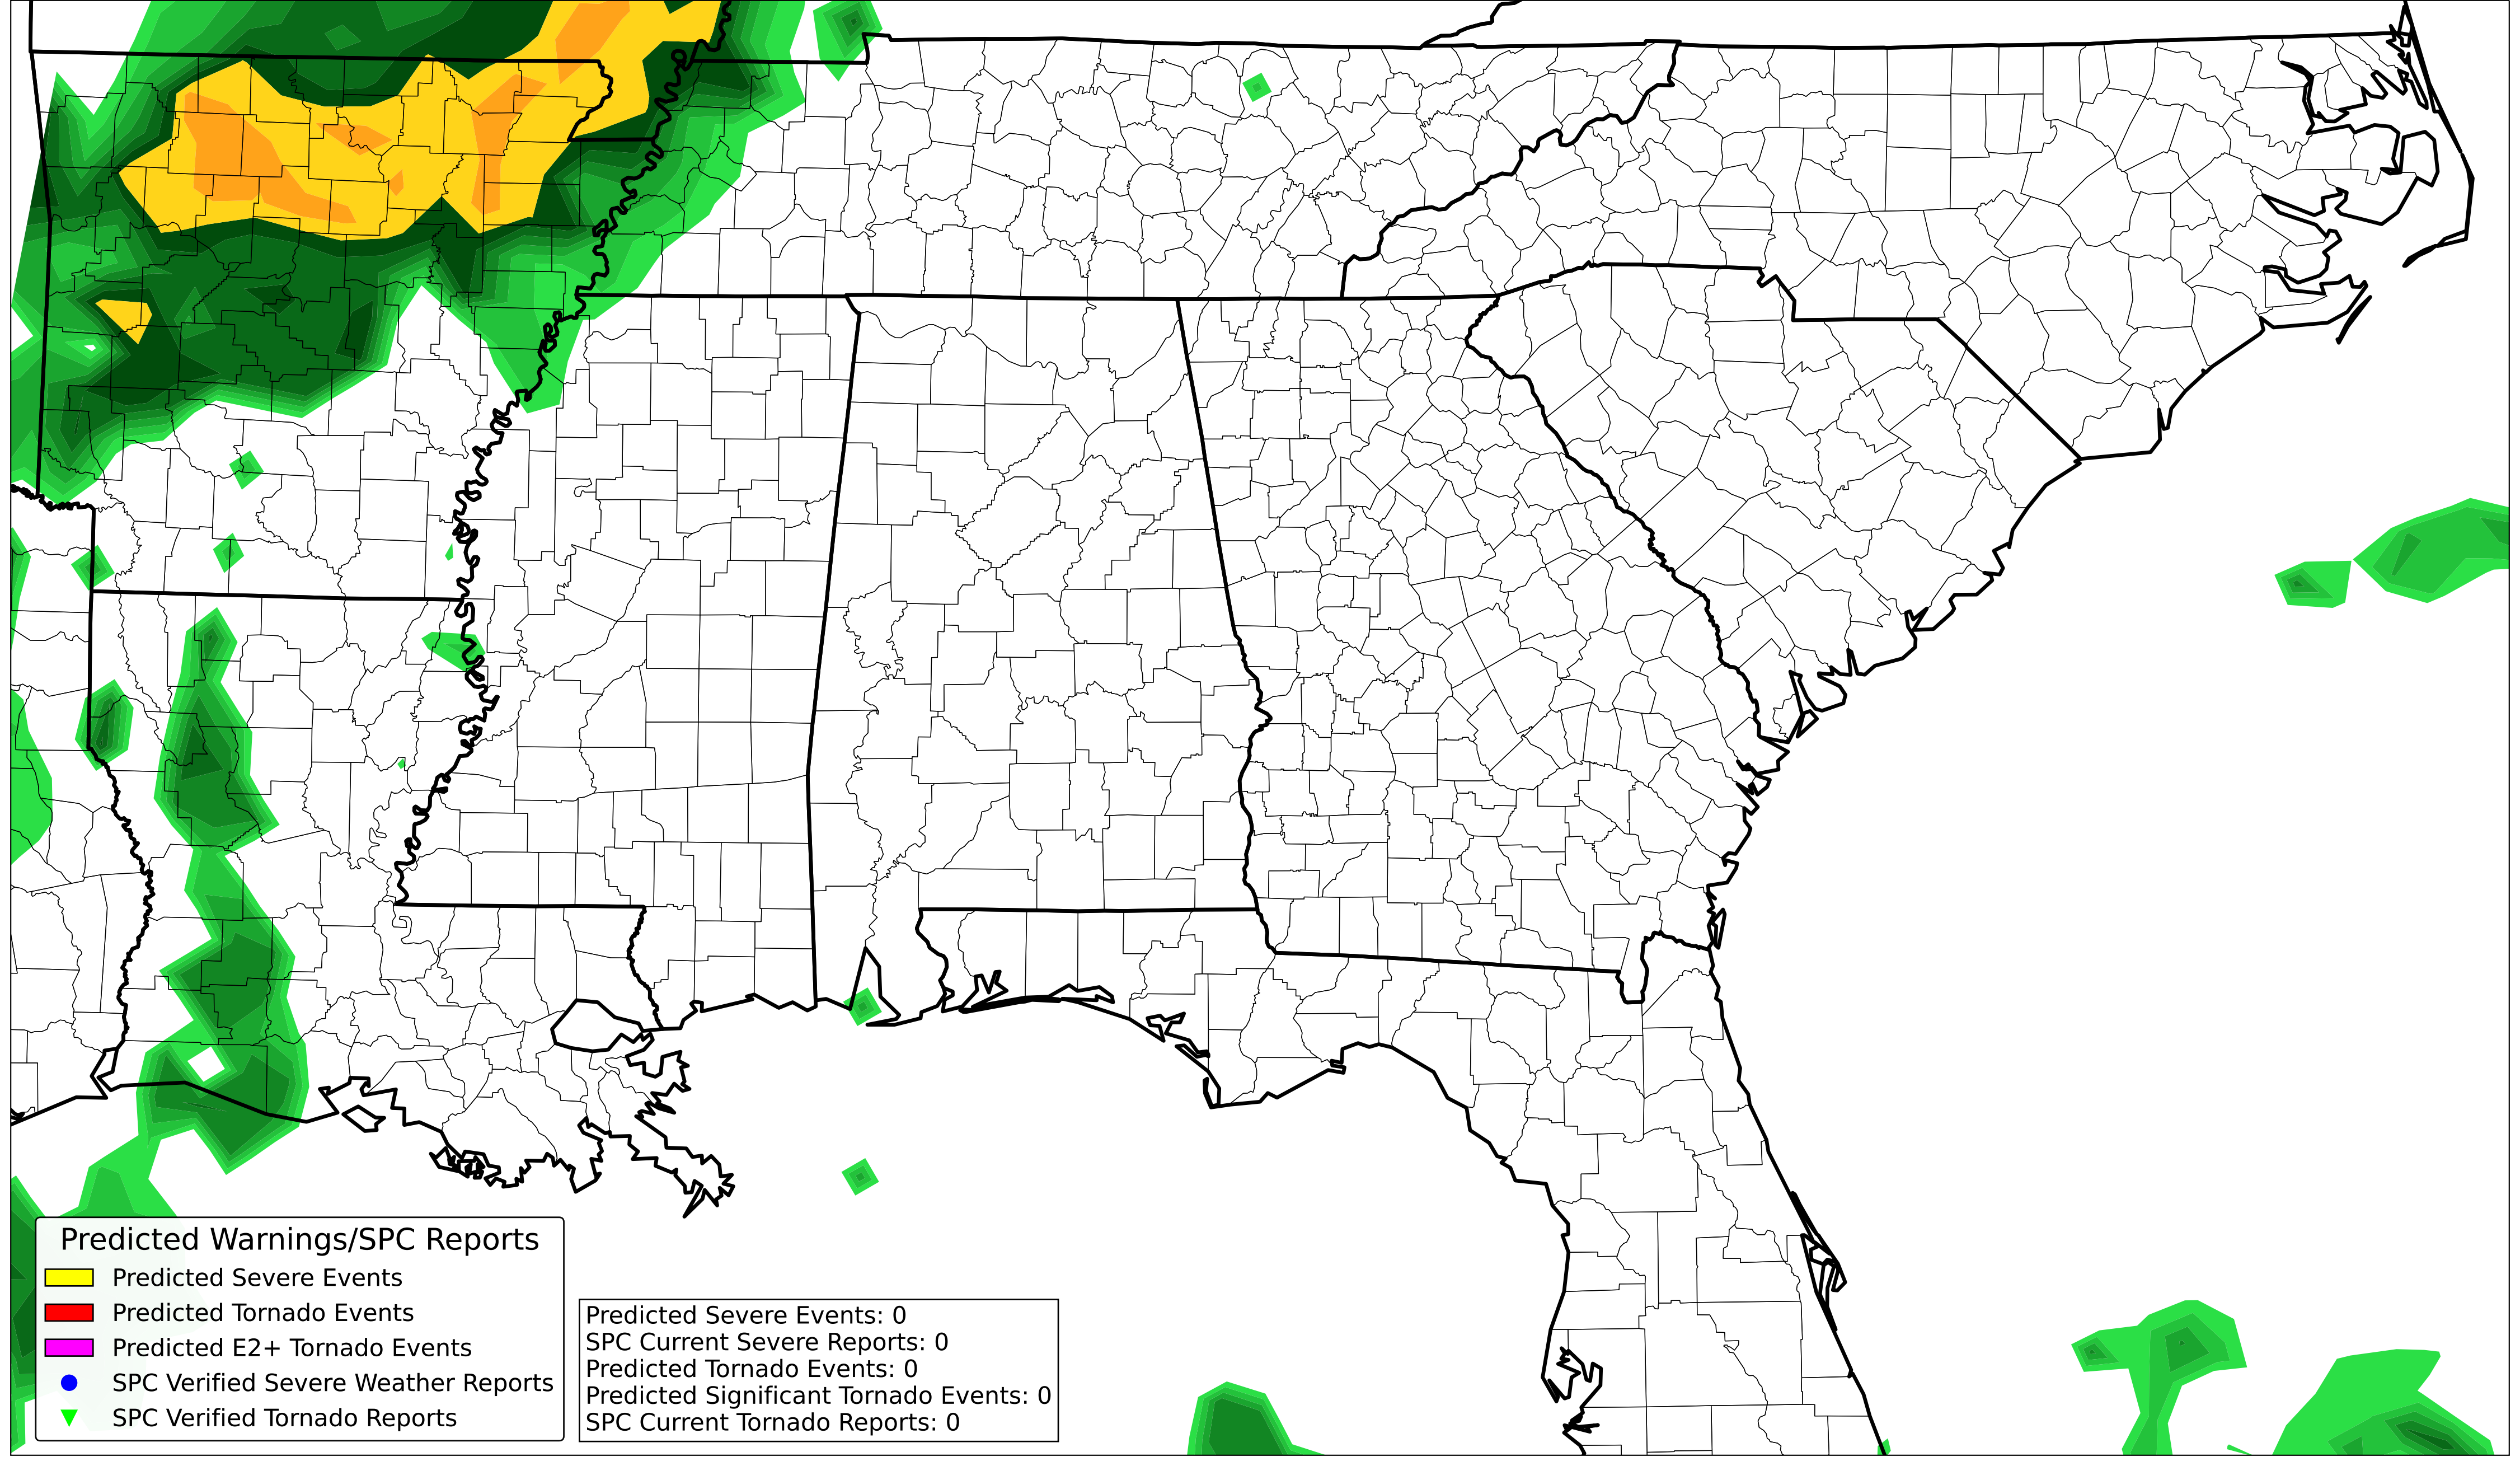 Predicted Warnings/SPC Reports
Predicted Severe Events
Predicted Tornado Events
Predicted E2+ Tornado Events
SPC Verified Severe Weather Reports
SPC Verified Tornado Reports
Predicted Severe Events: 0
SPC Current Severe Reports: 0
Predicted Tornado Events: 0
Predicted Significant Tornado Events: 0
SPC Current Tornado Reports: 0